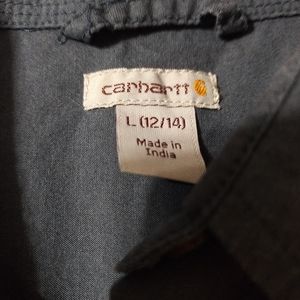 carhartt
L (12/14)
Made in
India